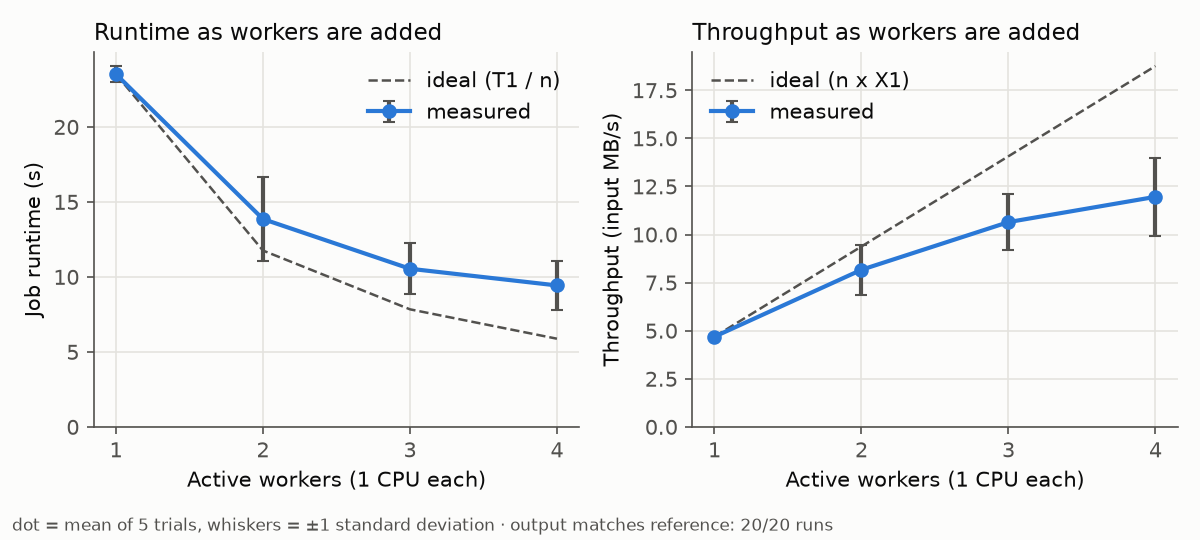 Runtime as workers are added
ideal (T1 / n)
measured
Job runtime (s)
20
15
10
5
0
1 2 3 4
Active workers (1 CPU each)
Throughput as workers are added
ideal (n x X1)
measured
Throughput (input MB/s)
17.5
15.0
12.5
10.0
7.5
5.0
2.5
0.0
1 2 3 4
Active workers (1 CPU each)
dot = mean of 5 trials, whiskers = ±1 standard deviation · output matches reference: 20/20 runs